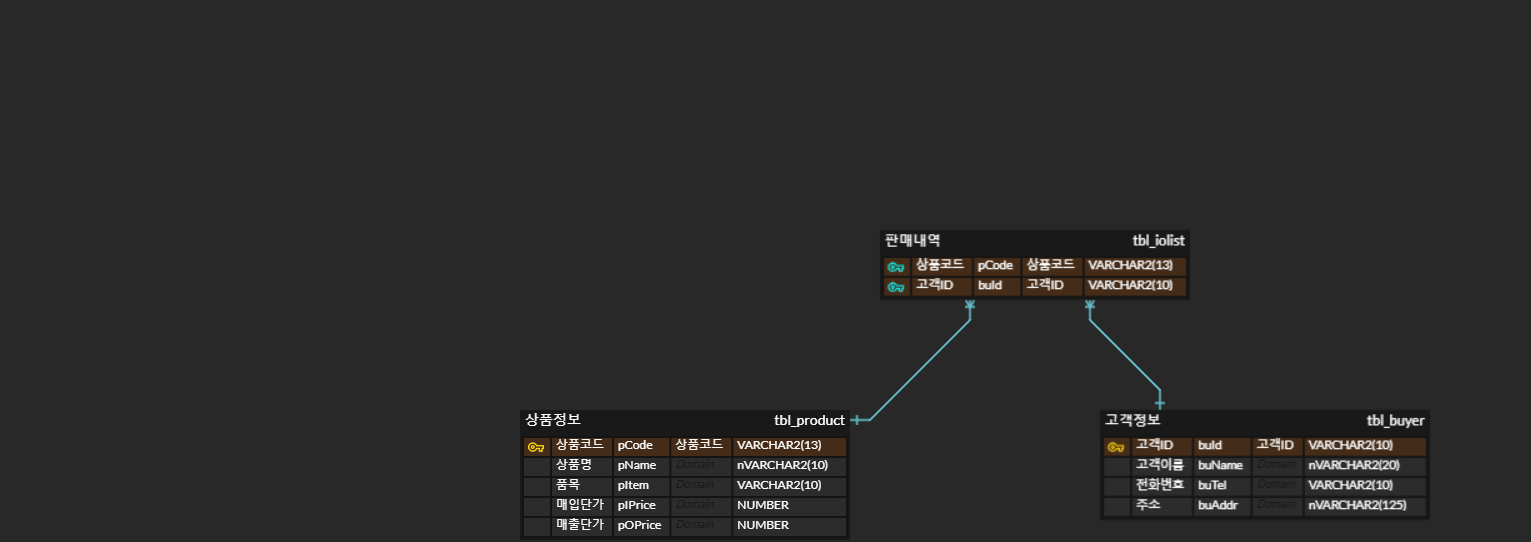 판매내역 tbl_iolist
상품코드 pCode 상품코드 VARCHAR2(13)
고객ID buId 고객ID VARCHAR2(10)
상품정보 tbl_product
상품코드 pCode 상품코드 VARCHAR2(13)
상품명 pName Domain nVARCHAR2(10)
품목 pItem Domain VARCHAR2(10)
매입단가 pIPrice Domain NUMBER
매출단가 pOPrice Domain NUMBER
고객정보 tbl_buyer
고객ID buId 고객ID VARCHAR2(10)
고객이름 buName Domain nVARCHAR2(20)
전화번호 buTel Domain VARCHAR2(10)
주소 buAddr Domain nVARCHAR2(125)